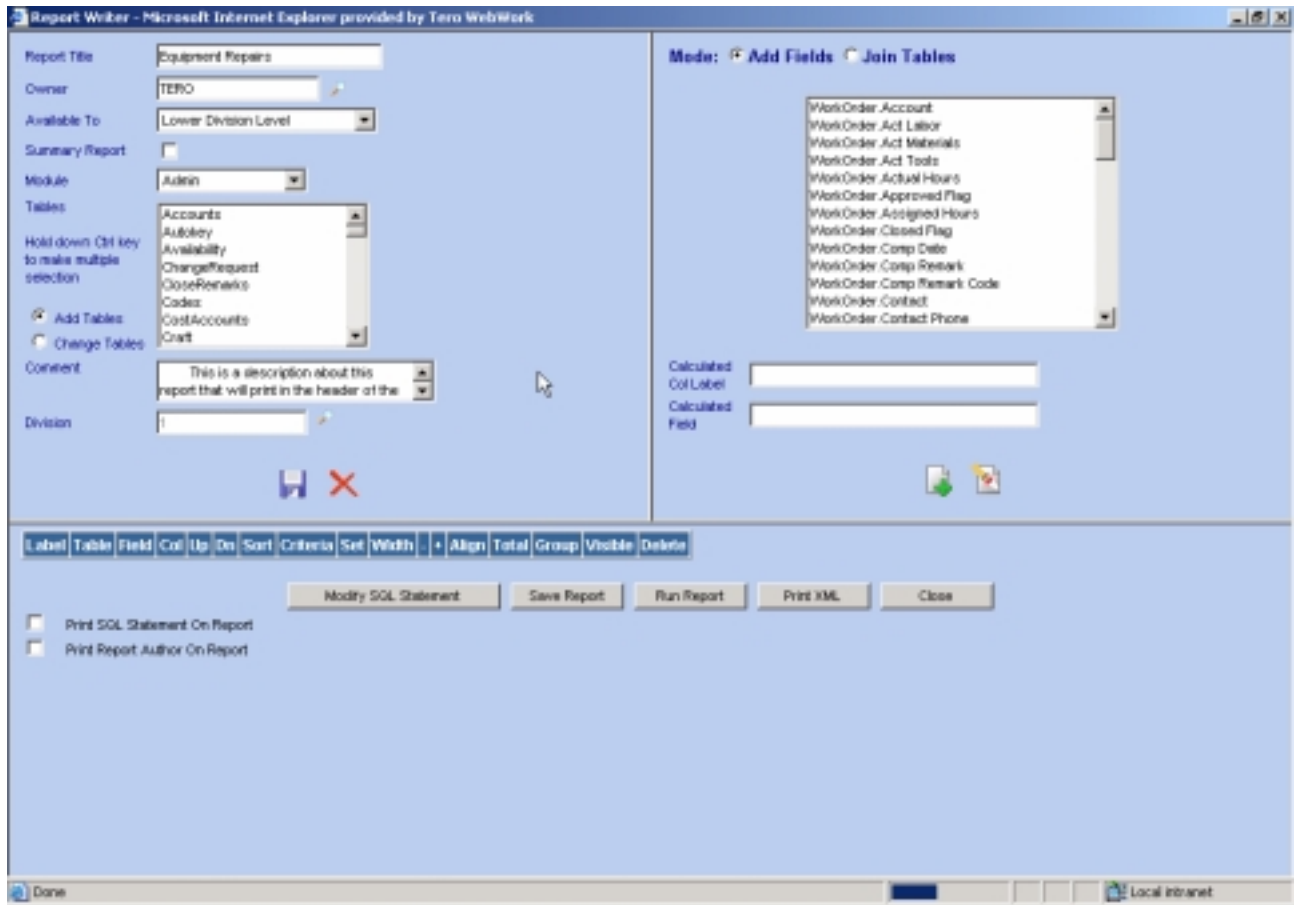 Report Writer - Microsoft Internet Explorer provided by Tero WebWork
Report Title
Equipment Repairs
Owner
TERO
Available To
Lower Division Level
Summary Report
Module
Admin
Tables
Hold down Ctrl key
to make multiple
selection
Accounts
Autokey
Availability
ChangeRequest
CloseRemarks
Codes
CostAccounts
Craft
Add Tables
Change Tables
Comment
This is a description about this
report that will print in the header of the
Division
1
Mode: Add Fields Join Tables
WorkOrder.Account
WorkOrder.Act Labor
WorkOrder.Act Materials
WorkOrder.Act Tools
WorkOrder.Actual Hours
WorkOrder.Approved Flag
WorkOrder.Assigned Hours
WorkOrder.Closed Flag
WorkOrder.Comp Date
WorkOrder.Comp Remark
WorkOrder.Comp Remark Code
WorkOrder.Contact
WorkOrder.Contact Phone
Calculated
Col Label
Calculated
Field
Label Table Field Col Up Dn Sort Criteria Set Width - + Align Total Group Visible Delete
Modify SQL Statement Save Report Run Report Print XML Close
Print SQL Statement On Report
Print Report Author On Report
Done
Local intranet